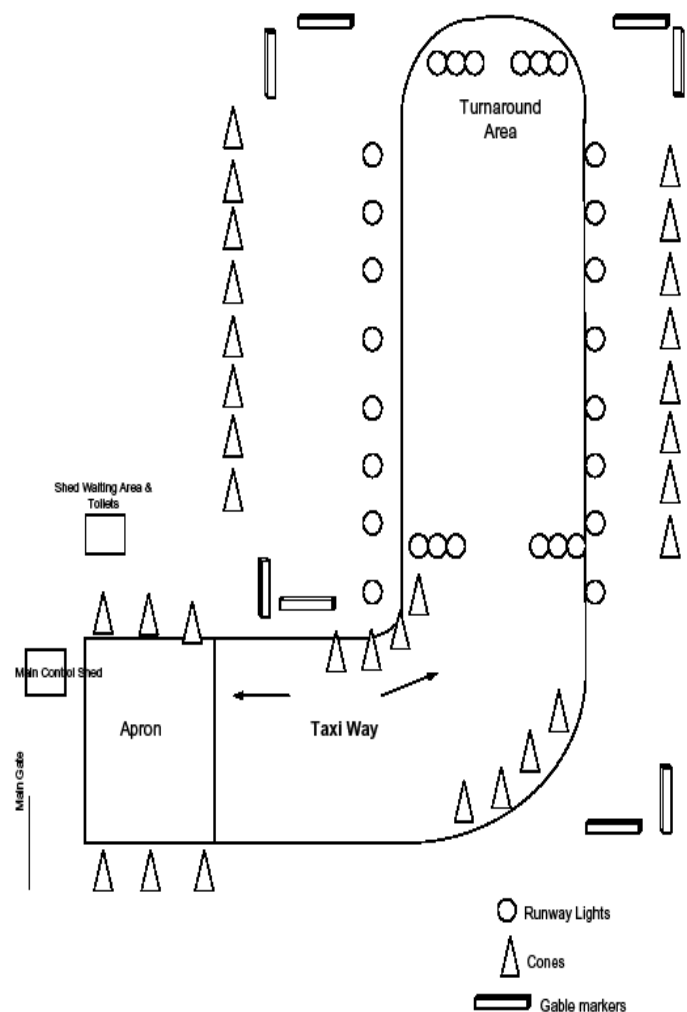 Turnaround
Area
Shed Waiting Area &
Toilets
Main Control Shed
Apron
Taxi Way
Main Gate
Runway Lights
Cones
Gable markers